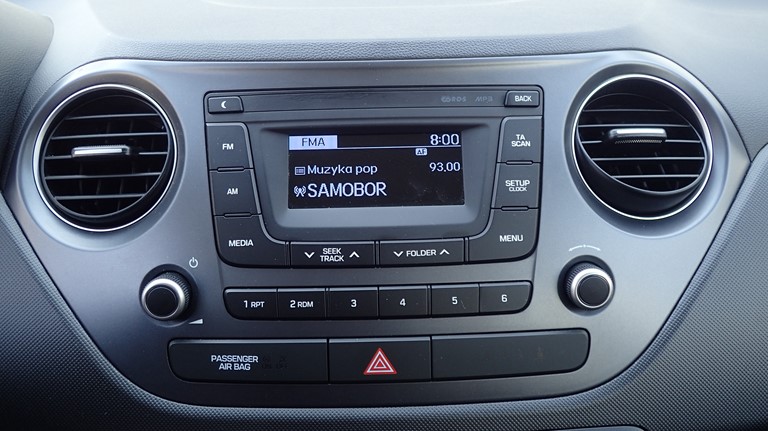 RDS MP3 BACK
FM
FMA 8:00
TA
SCAN
AF
Muzyka pop 93.00
AM
SAMOBOR
SETUP
CLOCK
MEDIA
SEEK
TRACK
FOLDER
MENU
1 RPT 2 RDM 3 4 5 6
PASSENGER
AIR BAG